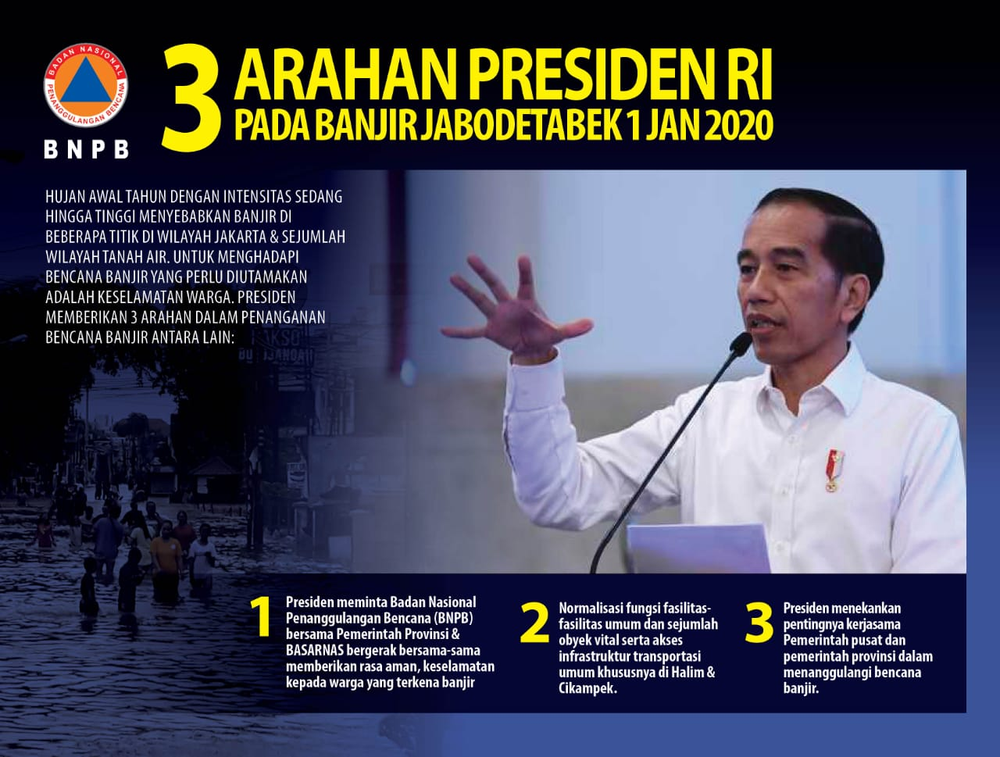 BADAN NASIONAL
PENANGGULANGAN BENCANA
BNPB
3 ARAHAN PRESIDEN RI
PADA BANJIR JABODETABEK 1 JAN 2020
HUJAN AWAL TAHUN DENGAN INTENSITAS SEDANG
HINGGA TINGGI MENYEBABKAN BANJIR DI
BEBERAPA TITIK DI WILAYAH JAKARTA & SEJUMLAH
WILAYAH TANAH AIR. UNTUK MENGHADAPI
BENCANA BANJIR YANG PERLU DIUTAMAKAN
ADALAH KESELAMATAN WARGA. PRESIDEN
MEMBERIKAN 3 ARAHAN DALAM PENANGANAN
BENCANA BANJIR ANTARA LAIN:
1
Presiden meminta Badan Nasional
Penanggulangan Bencana (BNPB)
bersama Pemerintah Provinsi &
BASARNAS bergerak bersama-sama
memberikan rasa aman, keselamatan
kepada warga yang terkena banjir
2
Normalisasi fungsi fasilitas-
fasilitas umum dan sejumlah
obyek vital serta akses
infrastruktur transportasi
umum khususnya di Halim &
Cikampek.
3
Presiden menekankan
pentingnya kerjasama
Pemerintah pusat dan
pemerintah provinsi dalam
menanggulangi bencana
banjir.